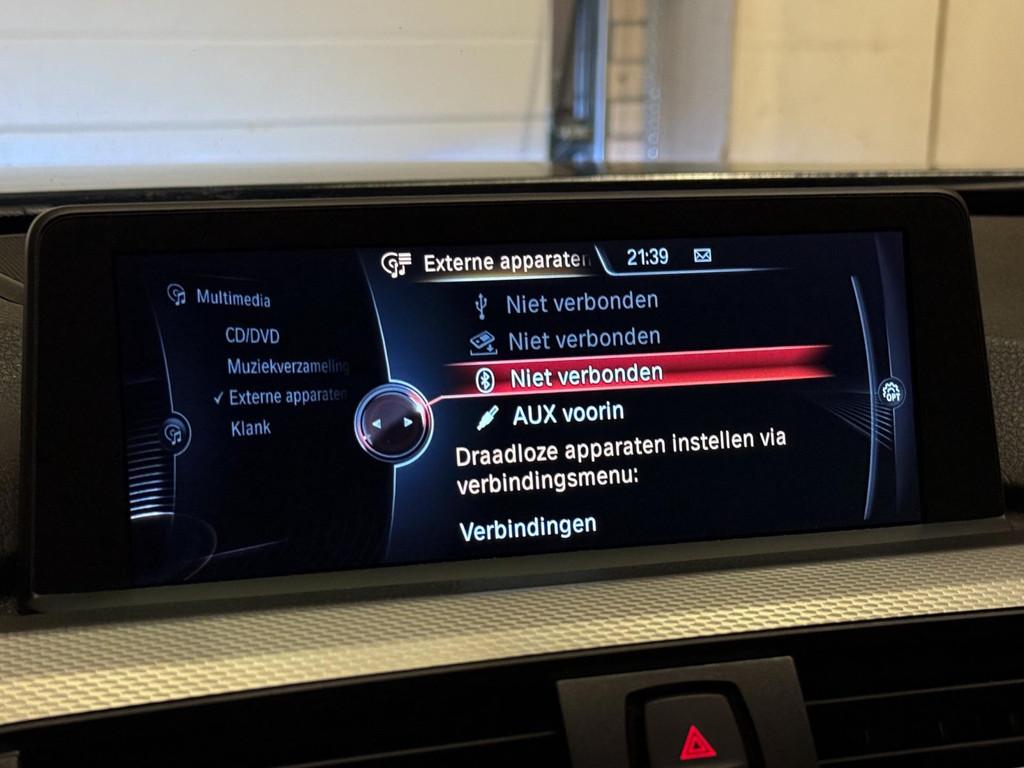 Externe apparaten
21:39
Multimedia
CD/DVD
Muziekverzameling
Externe apparaten
Klank
Niet verbonden
Niet verbonden
Niet verbonden
AUX voorin
Draadloze apparaten instellen via
verbindingsmenu:
Verbindingen
OPT